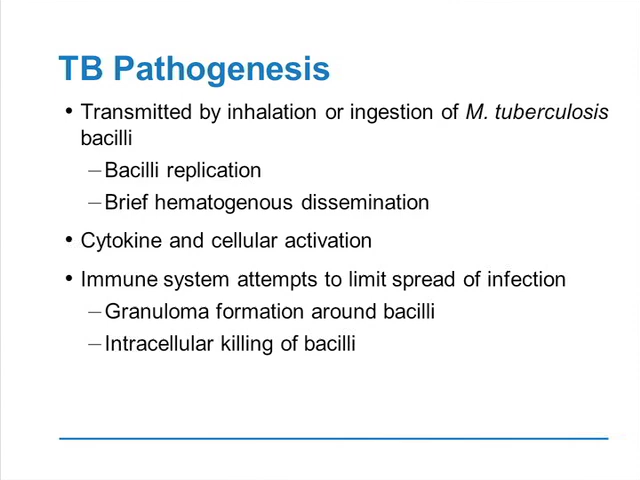 TB Pathogenesis
• Transmitted by inhalation or ingestion of M. tuberculosis
bacilli
–Bacilli replication
–Brief hematogenous dissemination
• Cytokine and cellular activation
• Immune system attempts to limit spread of infection
–Granuloma formation around bacilli
–Intracellular killing of bacilli